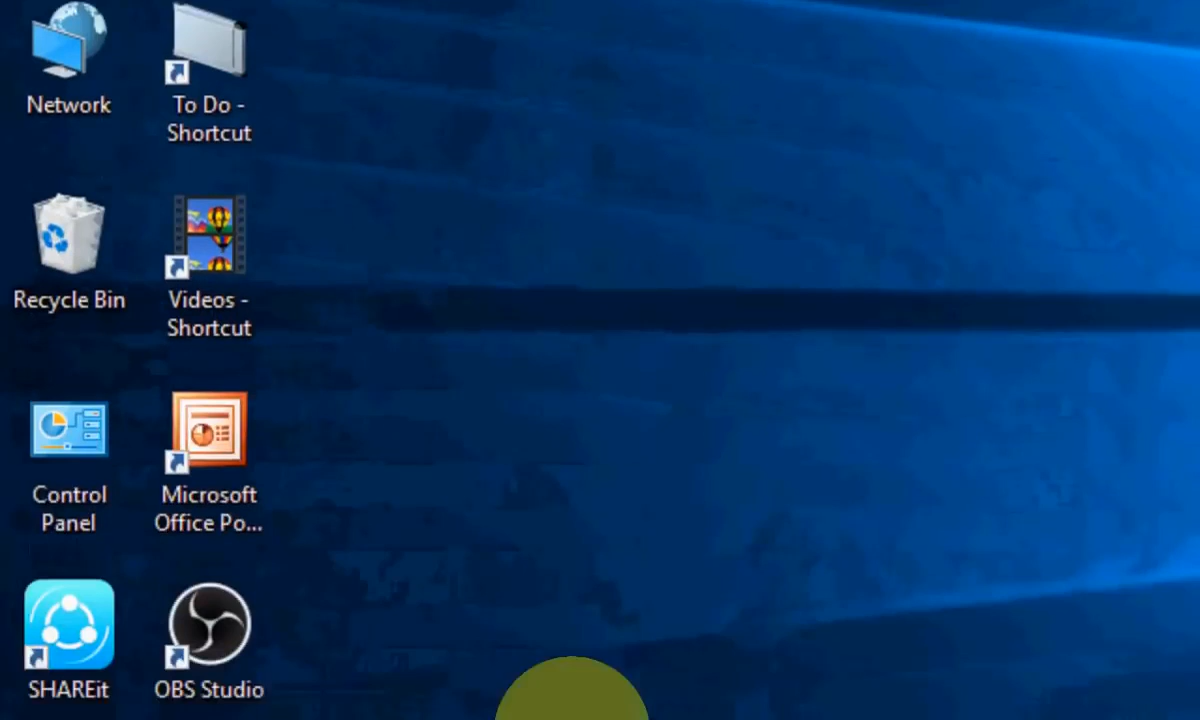 Network
To Do -
Shortcut
Recycle Bin
Videos -
Shortcut
Control
Panel
Microsoft
Office Po...
SHAREit
OBS Studio